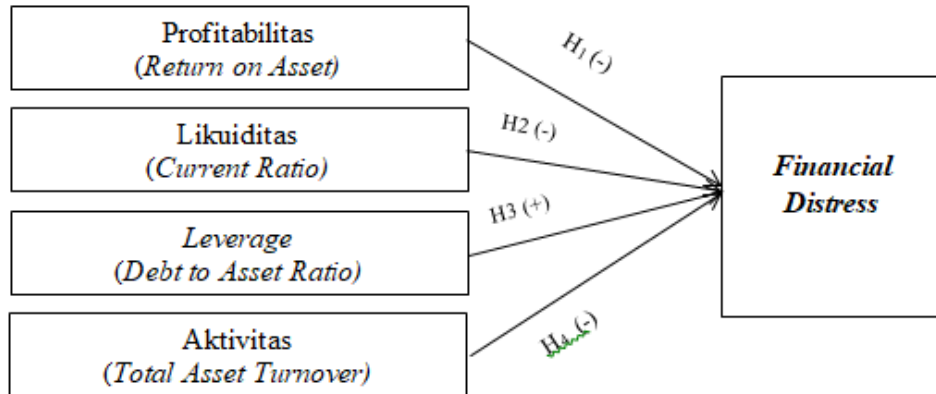 Profitabilitas
(Return on Asset)
H1 (-)
Likuiditas
(Current Ratio)
H2 (-)
Leverage
(Debt to Asset Ratio)
H3 (+)
Aktivitas
(Total Asset Turnover)
H4 (-)
Financial
Distress